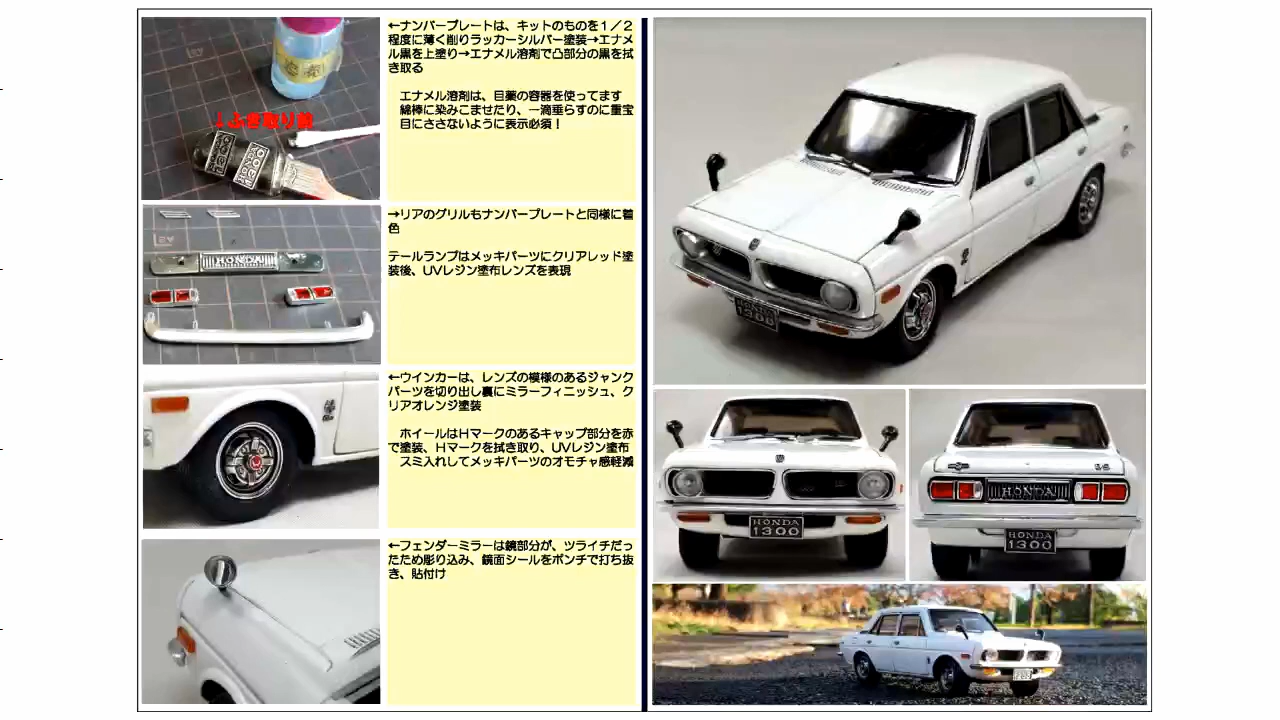 ←ナンバープレートは、キットのものを１／２
程度に薄く削りラッカーシルバー塗装→エナメ
ル黒を上塗り→エナメル溶剤で凸部分の黒を拭
き取る
エナメル溶剤は、目薬の容器を使ってます
綿棒に染みこませたり、一滴垂らすのに重宝
目にささないように表示必須！
→リアのグリルもナンバープレートと同様に着
色
テールランプはメッキパーツにクリアレッド塗
装後、UVレジン塗布レンズを表現
HONDA
←ウインカーは、レンズの模様のあるジャンク
パーツを切り出し裏にミラーフィニッシュ、ク
リアオレンジ塗装
ホイールはＨマークのあるキャップ部分を赤
で塗装、Ｈマークを拭き取り、UVレジン塗布
スミ入れしてメッキパーツのオモチャ感軽減
←フェンダーミラーは鏡部分が、ツライチだっ
たため彫り込み、鏡面シールをポンチで打ち抜
き、貼付け
HONDA
1300
HONDA
1300
HONDA
HONDA
1300